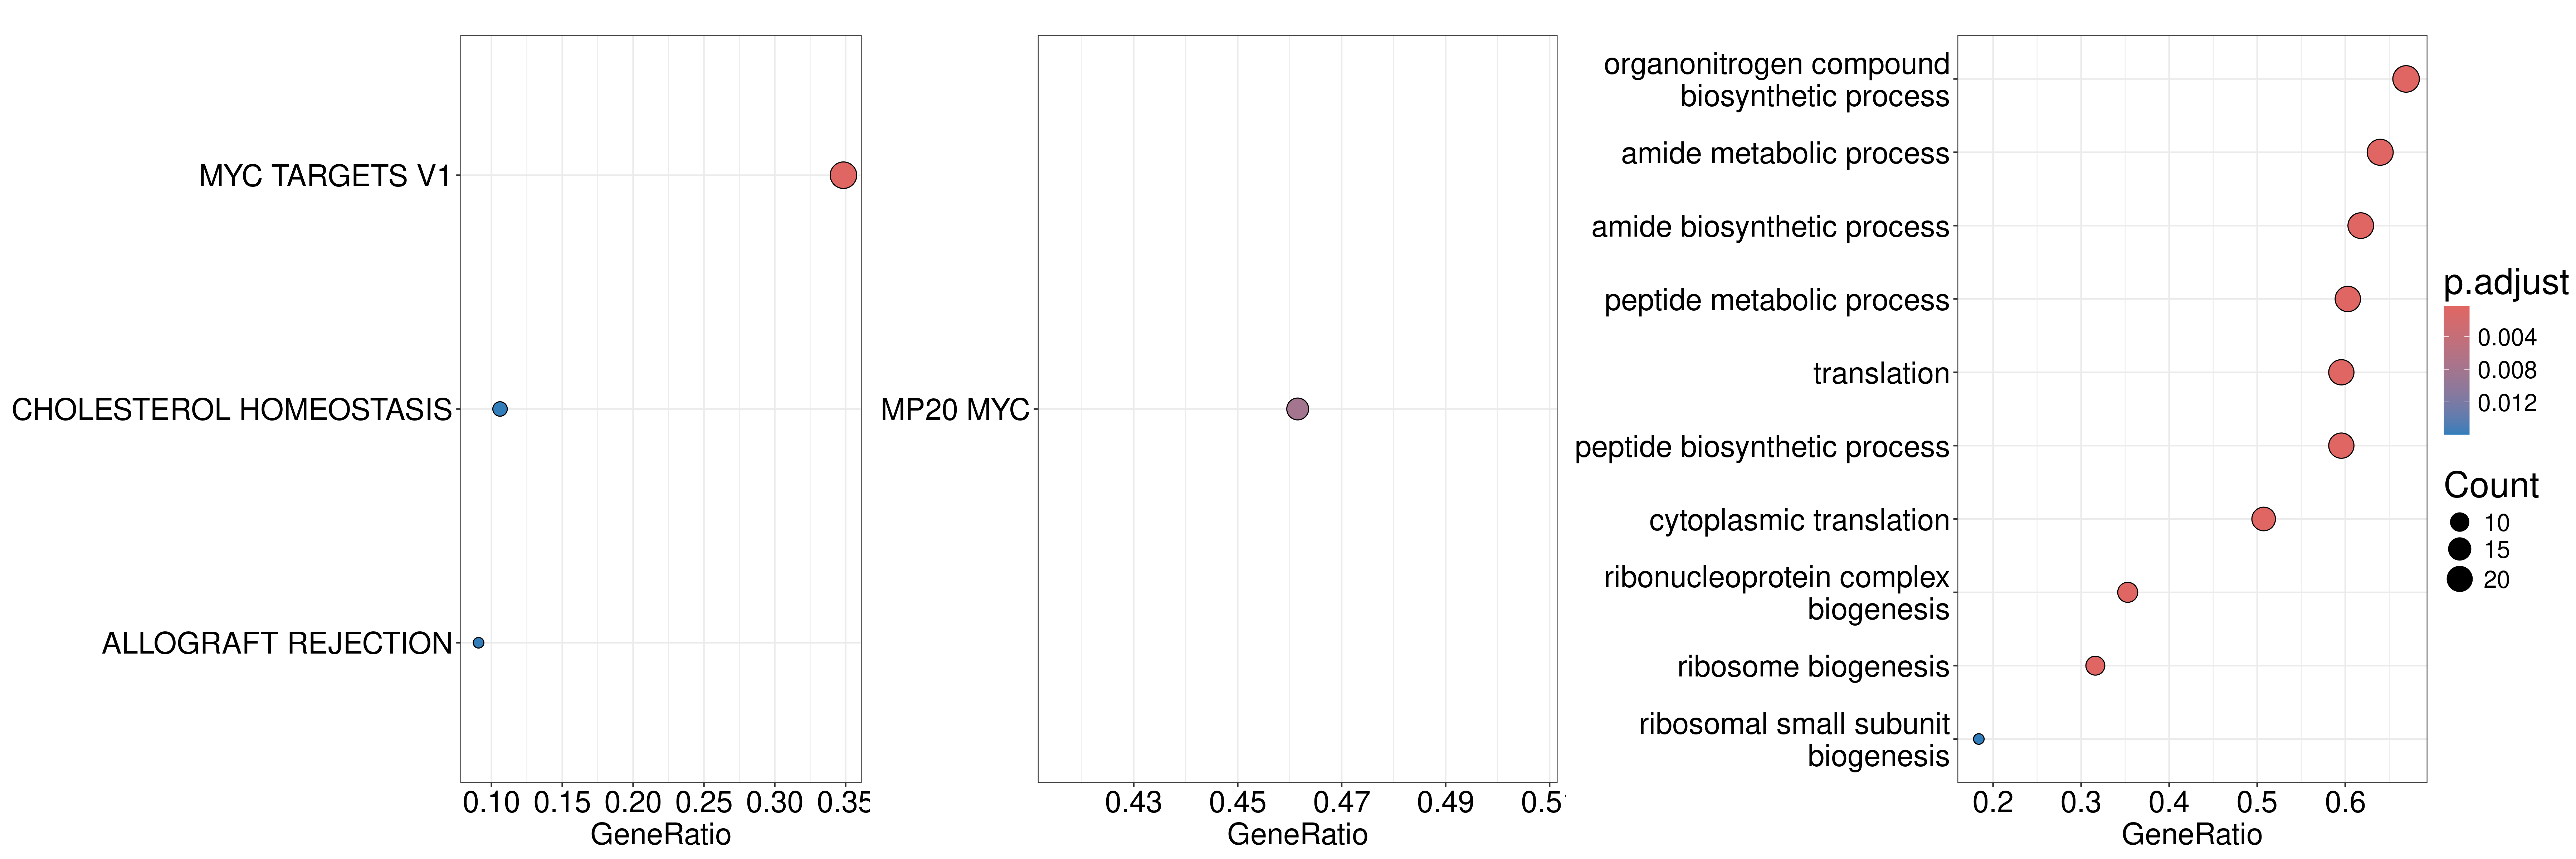 MYC TARGETS V1
CHOLESTEROL HOMEOSTASIS
ALLOGRAFT REJECTION
0.10 0.15 0.20 0.25 0.30 0.35
GeneRatio
MP20 MYC
0.43 0.45 0.47 0.49 0.5
GeneRatio
organonitrogen compound
biosynthetic process
amide metabolic process
amide biosynthetic process
peptide metabolic process
translation
peptide biosynthetic process
cytoplasmic translation
ribonucleoprotein complex
biogenesis
ribosome biogenesis
ribosomal small subunit
biogenesis
0.2 0.3 0.4 0.5 0.6
GeneRatio
p.adjust
0.004
0.008
0.012
Count
10
15
20